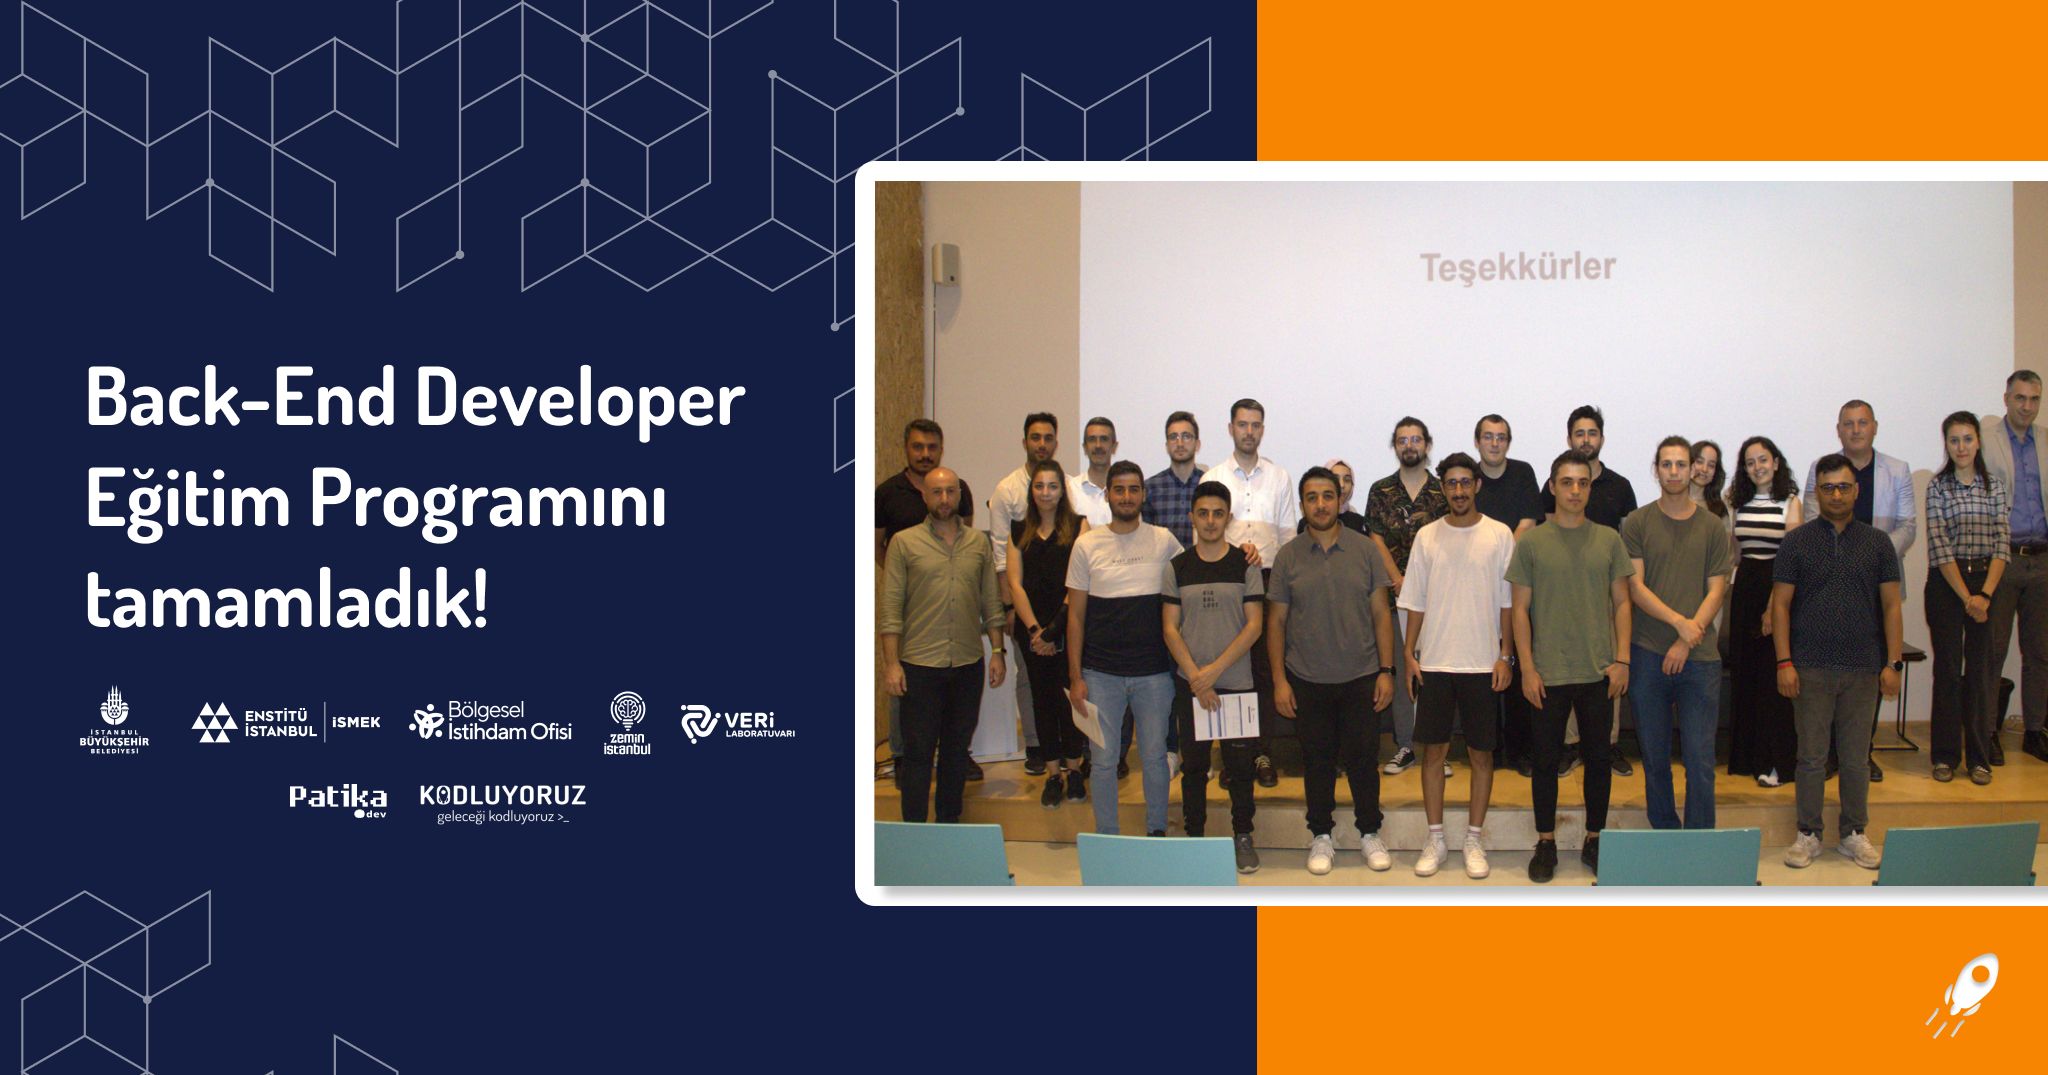 Back-End Developer
Eğitim Programını
tamamladık!
İSTANBUL
BÜYÜKŞEHİR
BELEDİYESİ
ENSTİTÜ
İSTANBUL
iSMEK
Bölgesel
İstihdam Ofisi
zemin
istanbul
VERİ
LABORATUVARI
Patika
dev
KODLUYORUZ
geleceği kodluyoruz >_
Teşekkürler